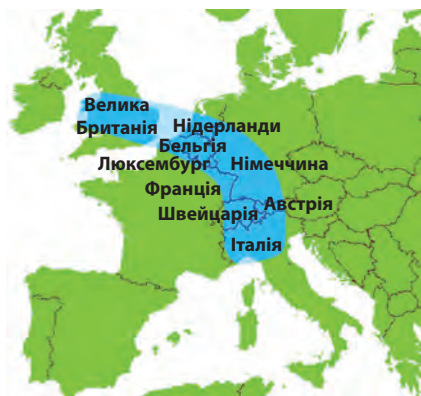 Велика
Британія
Нідерланди
Бельгія
Люксембург
Німеччина
Франція
Австрія
Швейцарія
Італія